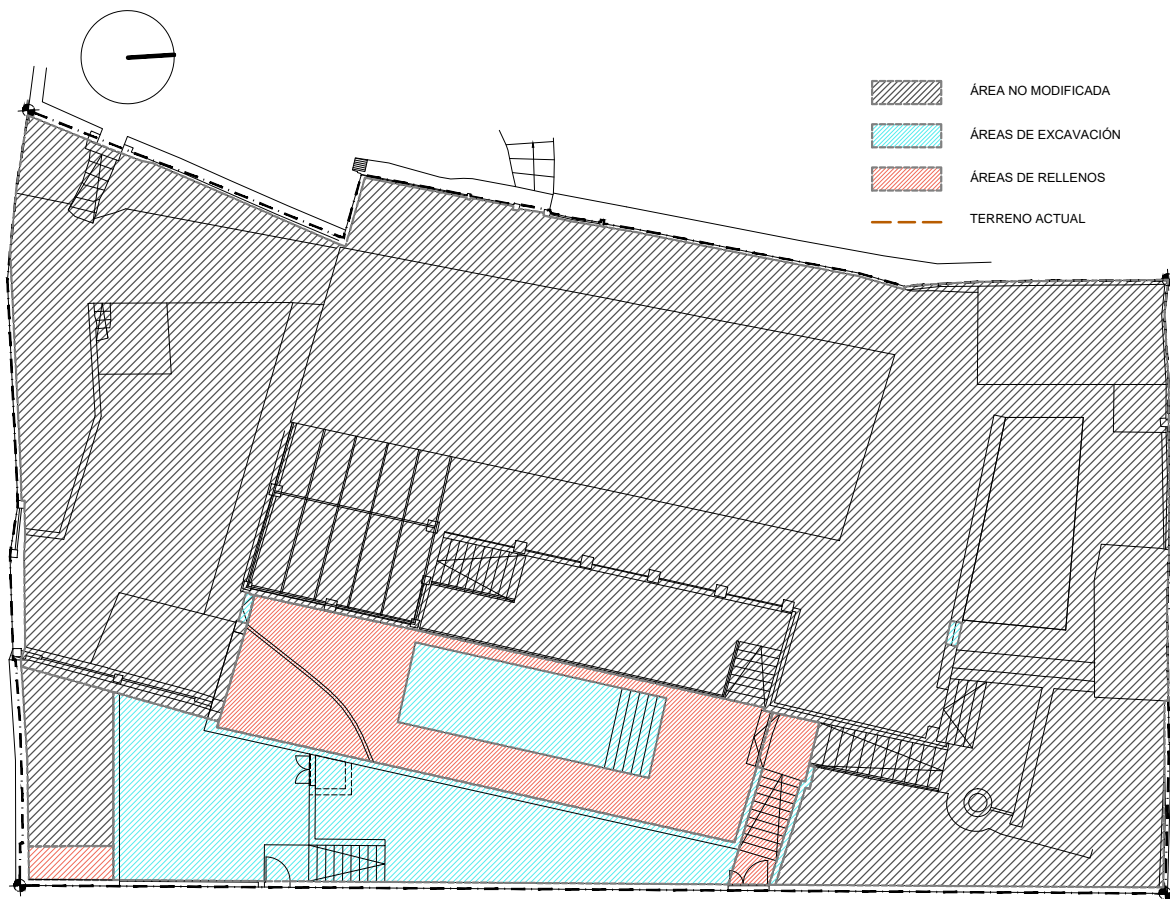 ÁREA NO MODIFICADA
ÁREAS DE EXCAVACIÓN
ÁREAS DE RELLENOS
TERRENO ACTUAL